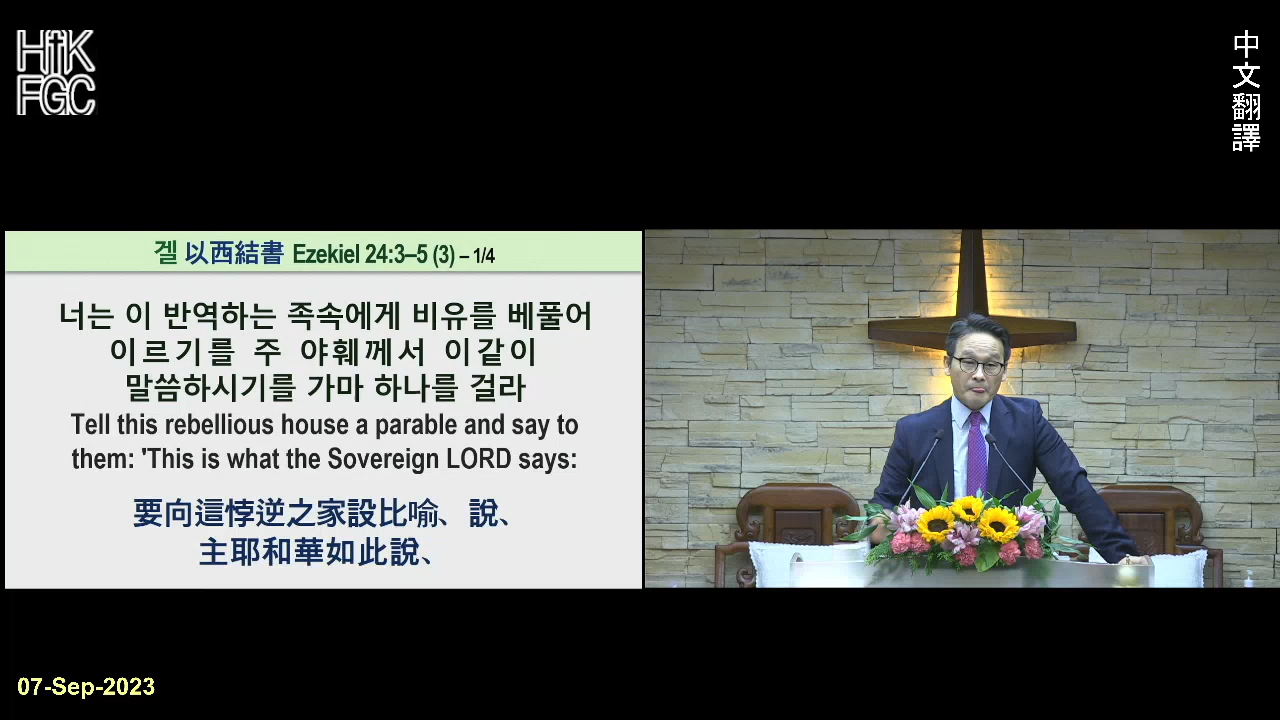 HfK
FGC
中文翻譯
겔 以西結書 Ezekiel 24:3–5 (3) – 1/4
너는 이 반역하는 족속에게 비유를 베풀어
이르기를 주 야훼께서 이같이
말씀하시기를 가마 하나를 걸라
Tell this rebellious house a parable and say to
them: 'This is what the Sovereign LORD says:
要向這悖逆之家設比喻、說、
主耶和華如此說、
07-Sep-2023